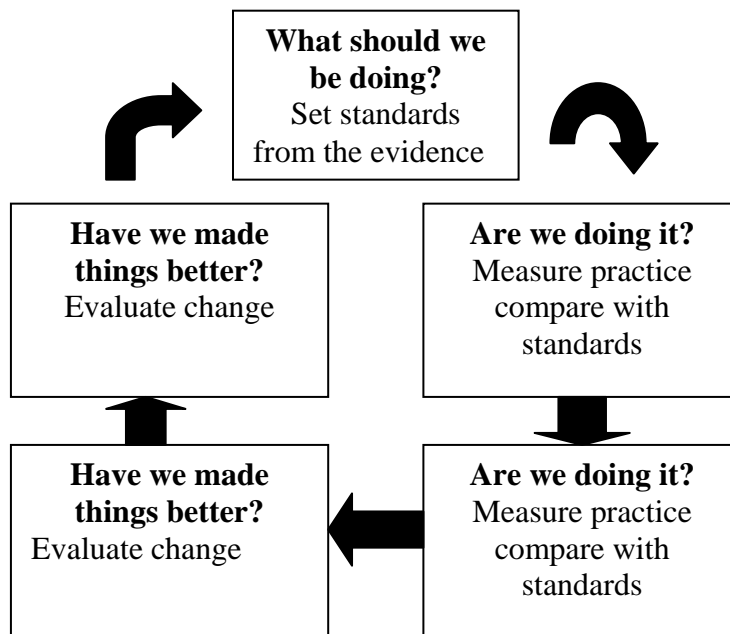 What should we
be doing?
Set standards
from the evidence
Have we made
things better?
Evaluate change
Are we doing it?
Measure practice
compare with
standards
Have we made
things better?
Evaluate change
Are we doing it?
Measure practice
compare with
standards